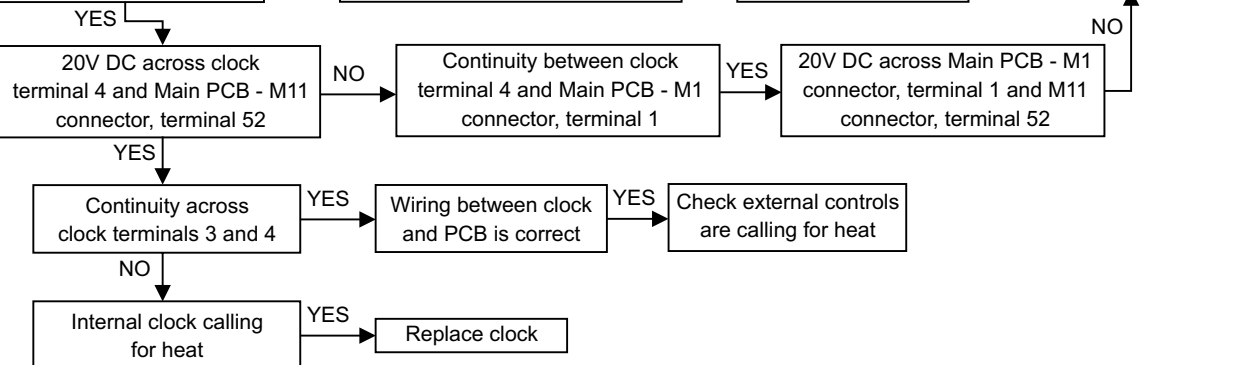 YES
NO
20V DC across clock
terminal 4 and Main PCB - M11
connector, terminal 52
NO
Continuity between clock
terminal 4 and Main PCB - M1
connector, terminal 1
YES
20V DC across Main PCB - M1
connector, terminal 1 and M11
connector, terminal 52
YES
Continuity across
clock terminals 3 and 4
YES
Wiring between clock
and PCB is correct
YES
Check external controls
are calling for heat
NO
Internal clock calling
for heat
YES
Replace clock